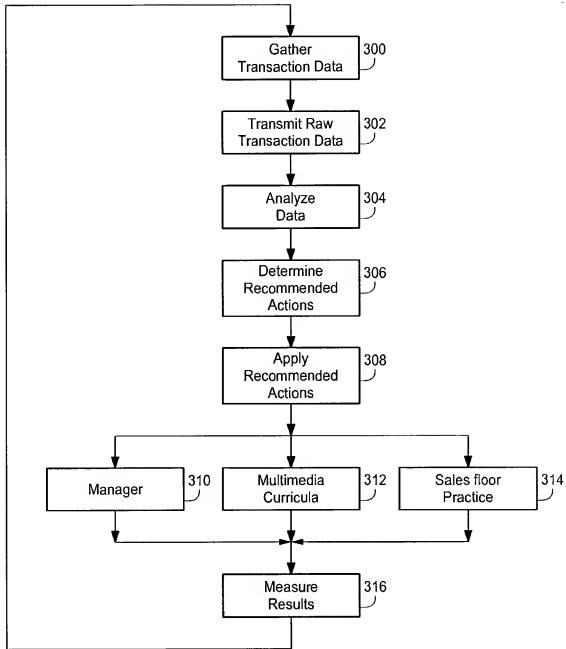 Gather
Transaction Data
300
Transmit Raw
Transaction Data
302
Analyze
Data
304
Determine
Recommended
Actions
306
Apply
Recommended
Actions
308
Manager
310
Multimedia
Curricula
312
Sales floor
Practice
314
Measure
Results
316